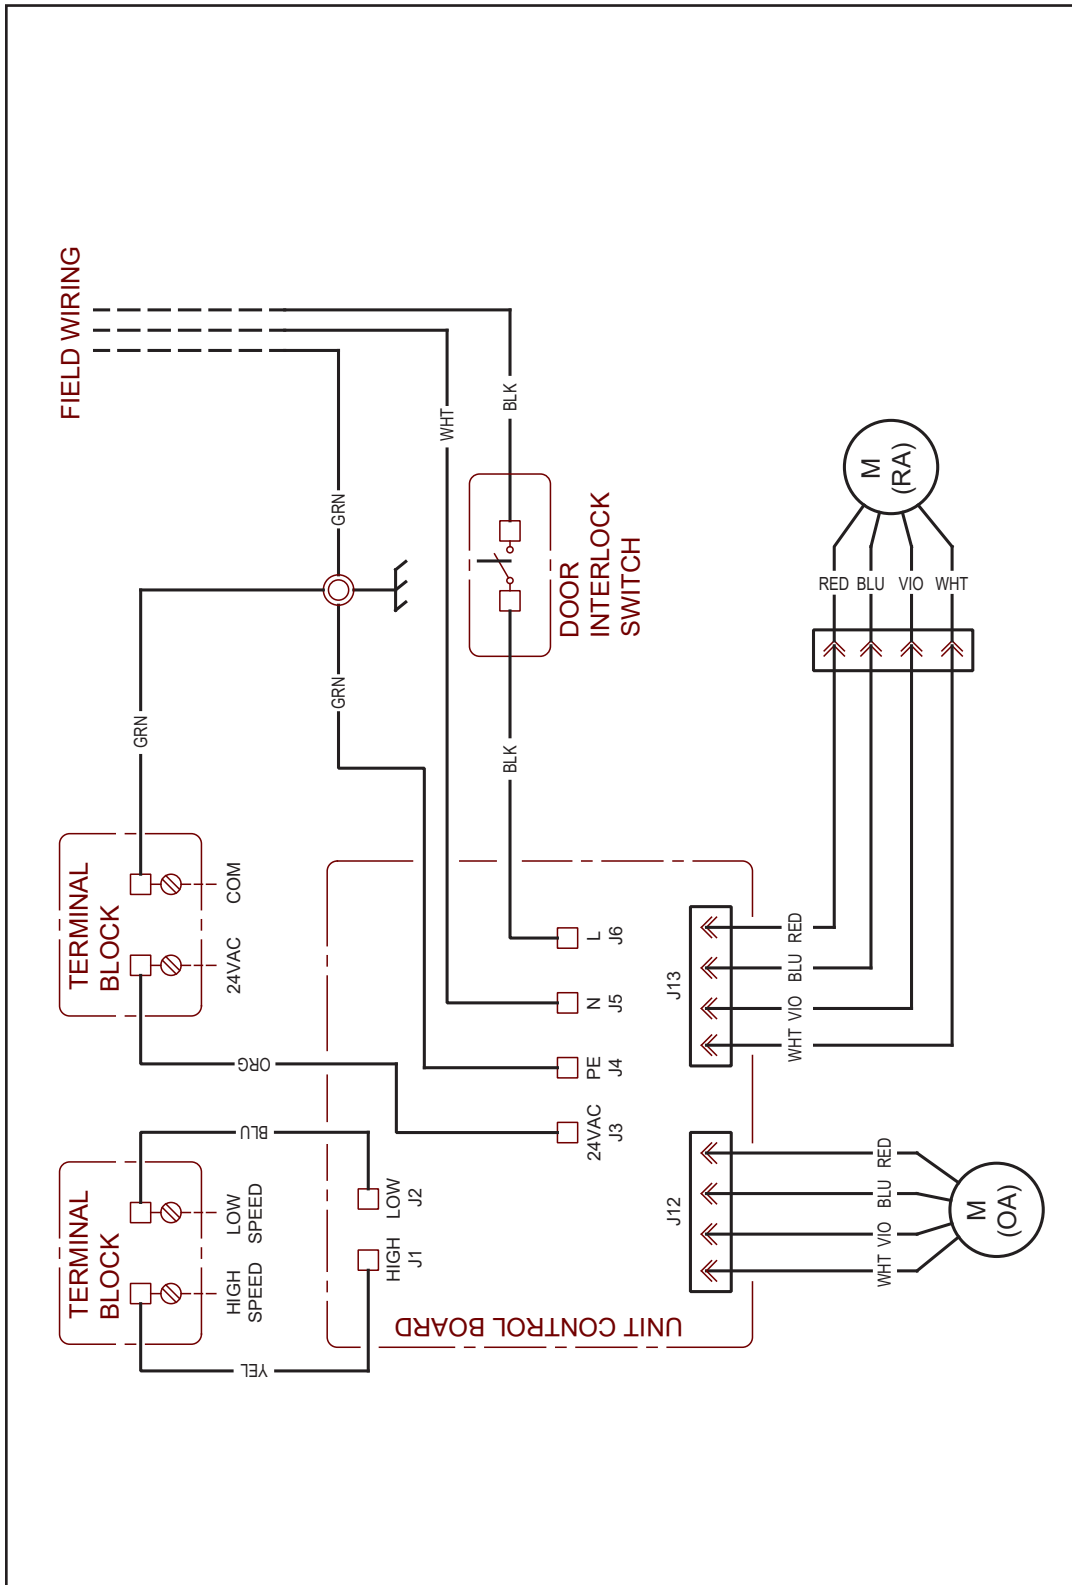 FIELD WIRING
GRN
GRN
GRN
WHT
BLK
BLK
DOOR
INTERLOCK
SWITCH
TERMINAL
BLOCK
24VAC
COM
ORG
TERMINAL
BLOCK
HIGH
SPEED
LOW
SPEED
BLU
YEL
UNIT CONTROL BOARD
HIGH
J1
LOW
J2
24VAC
J3
PE
J4
N
J5
L
J6
J12
WHT
VIO
BLU
RED
M
(OA)
J13
WHT
VIO
BLU
RED
RED
BLU
VIO
WHT
M
(RA)